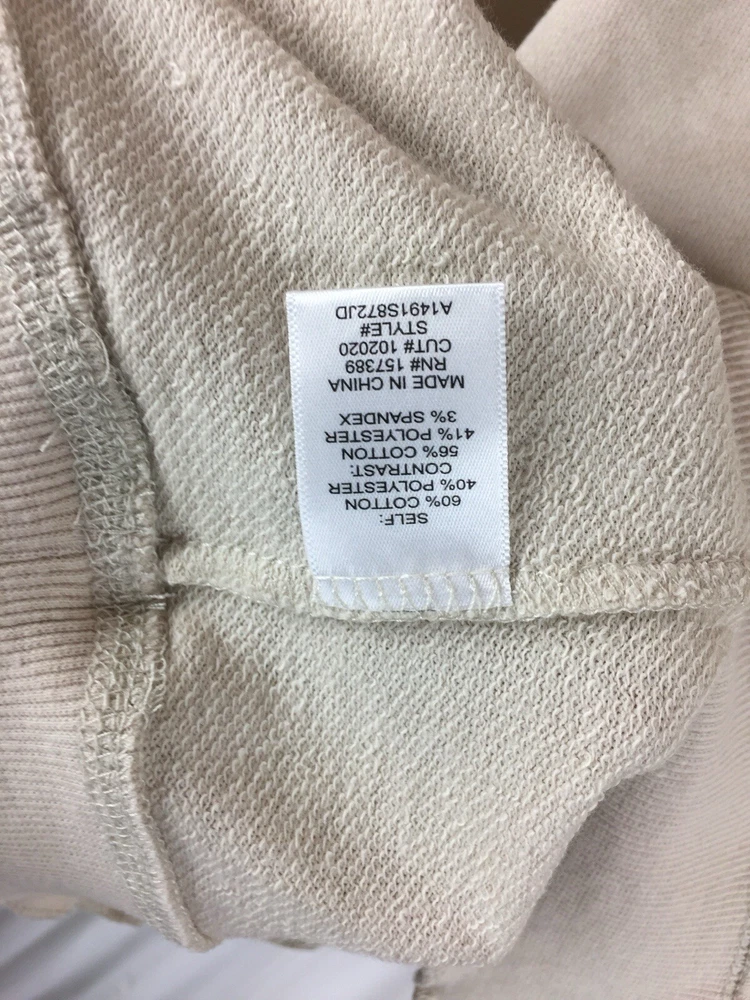 SELF:
60% COTTON
40% POLYESTER
CONTRAST:
56% COTTON
41% POLYESTER
3% SPANDEX
MADE IN CHINA
RN# 157389
CUT# 102020
STYLE#
A1491S872JD